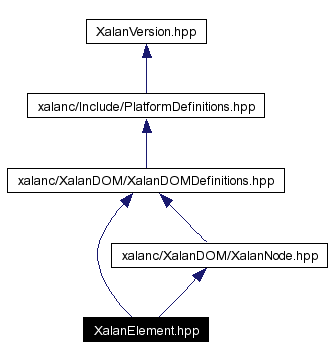 XalanVersion.hpp
xalanc/Include/PlatformDefinitions.hpp
xalanc/XalanDOM/XalanDOMDefinitions.hpp
xalanc/XalanDOM/XalanNode.hpp
XalanElement.hpp